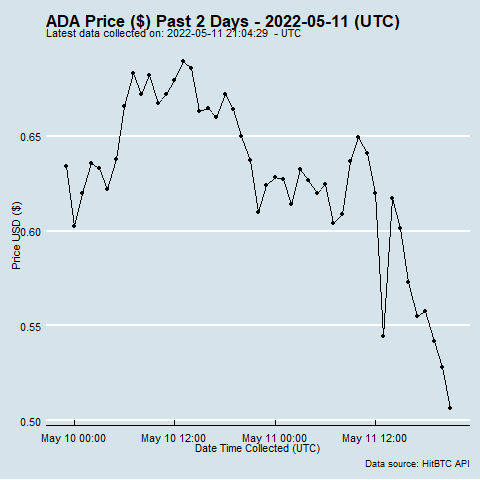 ADA Price ($) Past 2 Days - 2022-05-11 (UTC)
Latest data collected on: 2022-05-11 21:04:29  - UTC
0.65
0.60
0.55
0.50
Price USD ($)
May 10 00:00 May 10 12:00 May 11 00:00 May 11 12:00
Date Time Collected (UTC)
Data source: HitBTC API